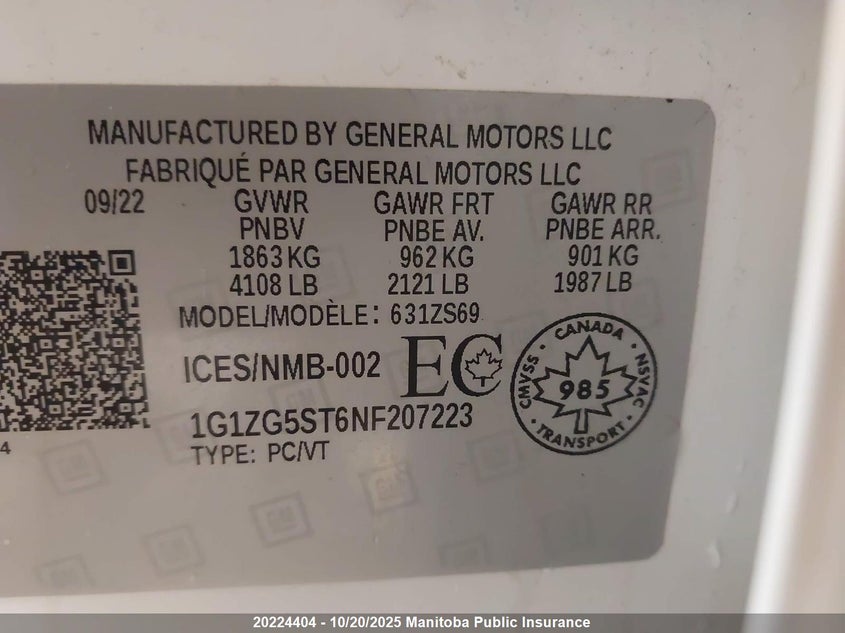 MANUFACTURED BY GENERAL MOTORS LLC
FABRIQUÉ PAR GENERAL MOTORS LLC
09/22 GVWR GAWR FRT GAWR RR
PNBV PNBE AV. PNBE ARR.
1863 KG 962 KG 901 KG
4108 LB 2121 LB 1987 LB
MODEL/MODÈLE: 631ZS69
ICES/NMB-002 EC
CANADA
CMVSS 985 NSVAC
TRANSPORT
1G1ZG5ST6NF207223
4
TYPE: PC/VT
20224404 - 10/20/2025 Manitoba Public Insurance